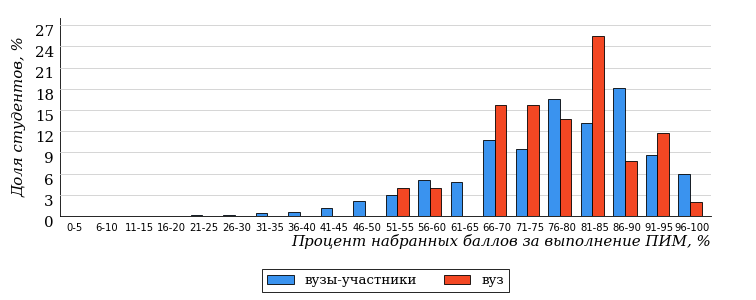 Доля студентов, %
27
24
21
18
15
12
9
6
3
0
0-5 6-10 11-15 16-20 21-25 26-30 31-35 36-40 41-45 46-50 51-55 56-60 61-65 66-70 71-75 76-80 81-85 86-90 91-95 96-100
Процент набранных баллов за выполнение ПИМ, %
вузы-участники вуз